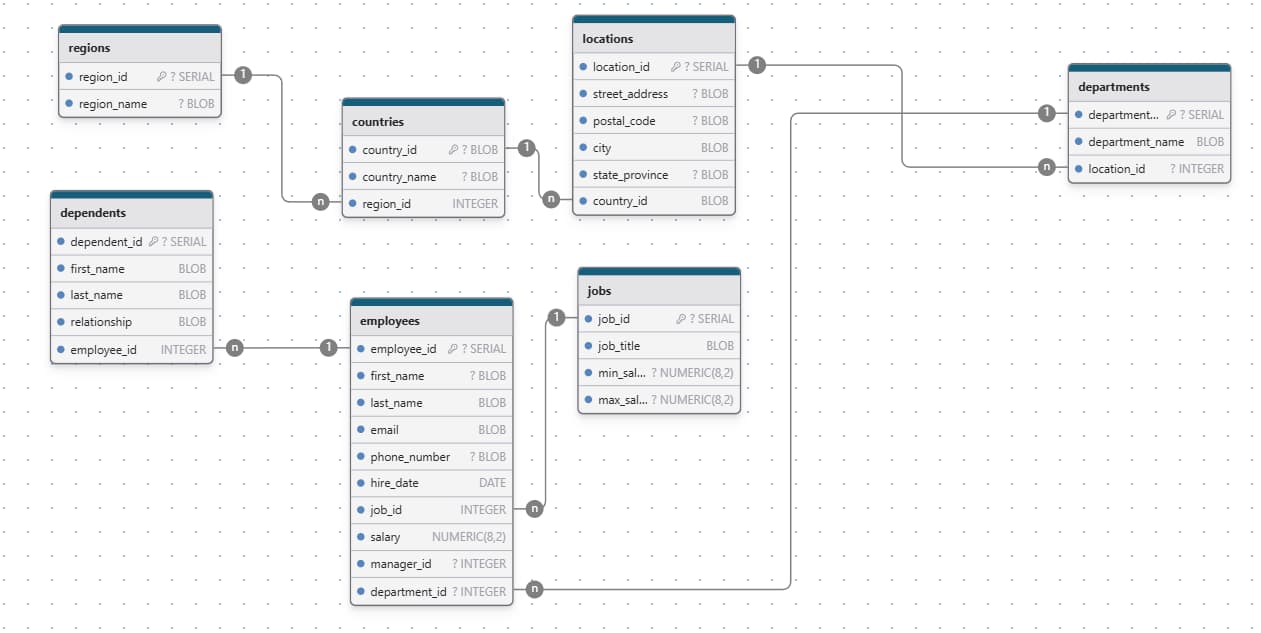 regions
region_id ? SERIAL
region_name ? BLOB
1
n
countries
country_id ? BLOB
country_name ? BLOB
region_id INTEGER
1
n
locations
location_id ? SERIAL
street_address ? BLOB
postal_code ? BLOB
city BLOB
state_province ? BLOB
country_id BLOB
1
n
departments
department... ? SERIAL
department_name BLOB
location_id ? INTEGER
1
n
dependents
dependent_id ? SERIAL
first_name BLOB
last_name BLOB
relationship BLOB
employee_id INTEGER
n
1
employees
employee_id ? SERIAL
first_name ? BLOB
last_name BLOB
email BLOB
phone_number ? BLOB
hire_date DATE
job_id INTEGER
salary NUMERIC(8,2)
manager_id ? INTEGER
department_id ? INTEGER
n
n
1
jobs
job_id ? SERIAL
job_title BLOB
min_sal... ? NUMERIC(8,2)
max_sal... ? NUMERIC(8,2)